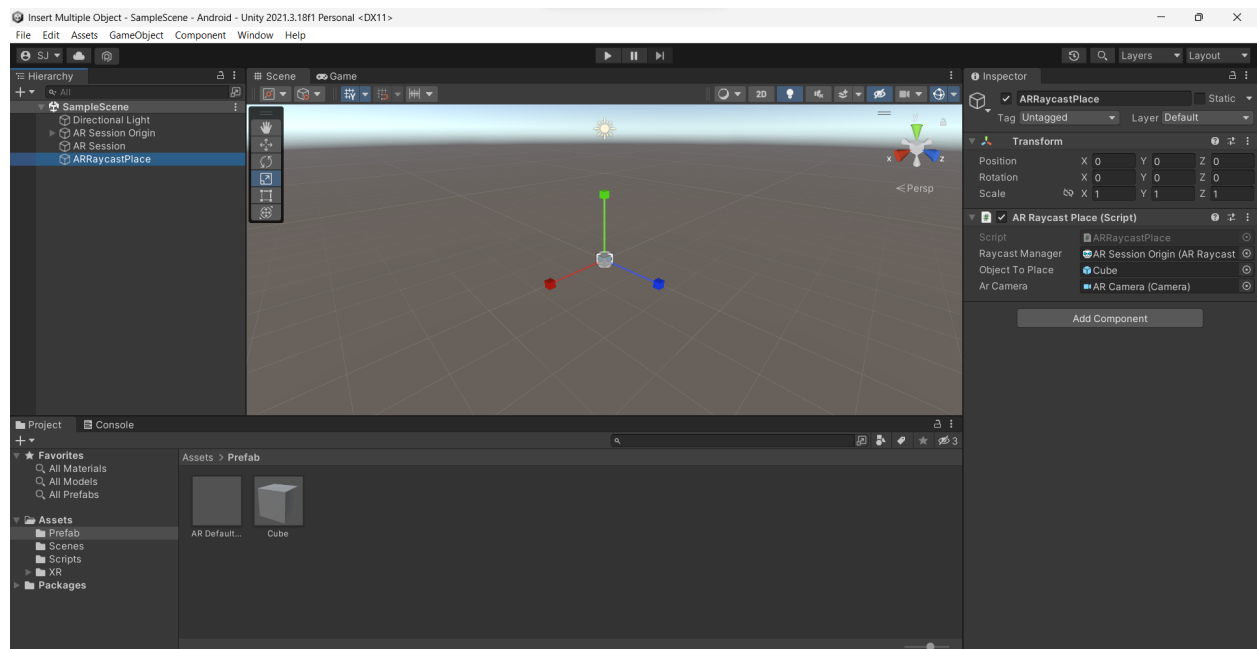 Insert Multiple Object - SampleScene - Android - Unity 2021.3.18f1 Personal <DX11>
File Edit Assets GameObject Component Window Help
SJ Layers Layout
Hierarchy
All
SampleScene
Directional Light
AR Session Origin
AR Session
ARRaycastPlace
Scene Game
2D
y
x
z
Persp
Inspector
ARRaycastPlace Static
Tag Untagged Layer Default
Transform
Position X 0 Y 0 Z 0
Rotation X 0 Y 0 Z 0
Scale X 1 Y 1 Z 1
# AR Raycast Place (Script)
Script ARRaycastPlace
Raycast Manager AR Session Origin (AR Raycast
Object To Place Cube
Ar Camera AR Camera (Camera)
Add Component
Project Console
3
Favorites
All Materials
All Models
All Prefabs
Assets
Prefab
Scenes
Scripts
XR
Packages
Assets > Prefab
AR Default... Cube